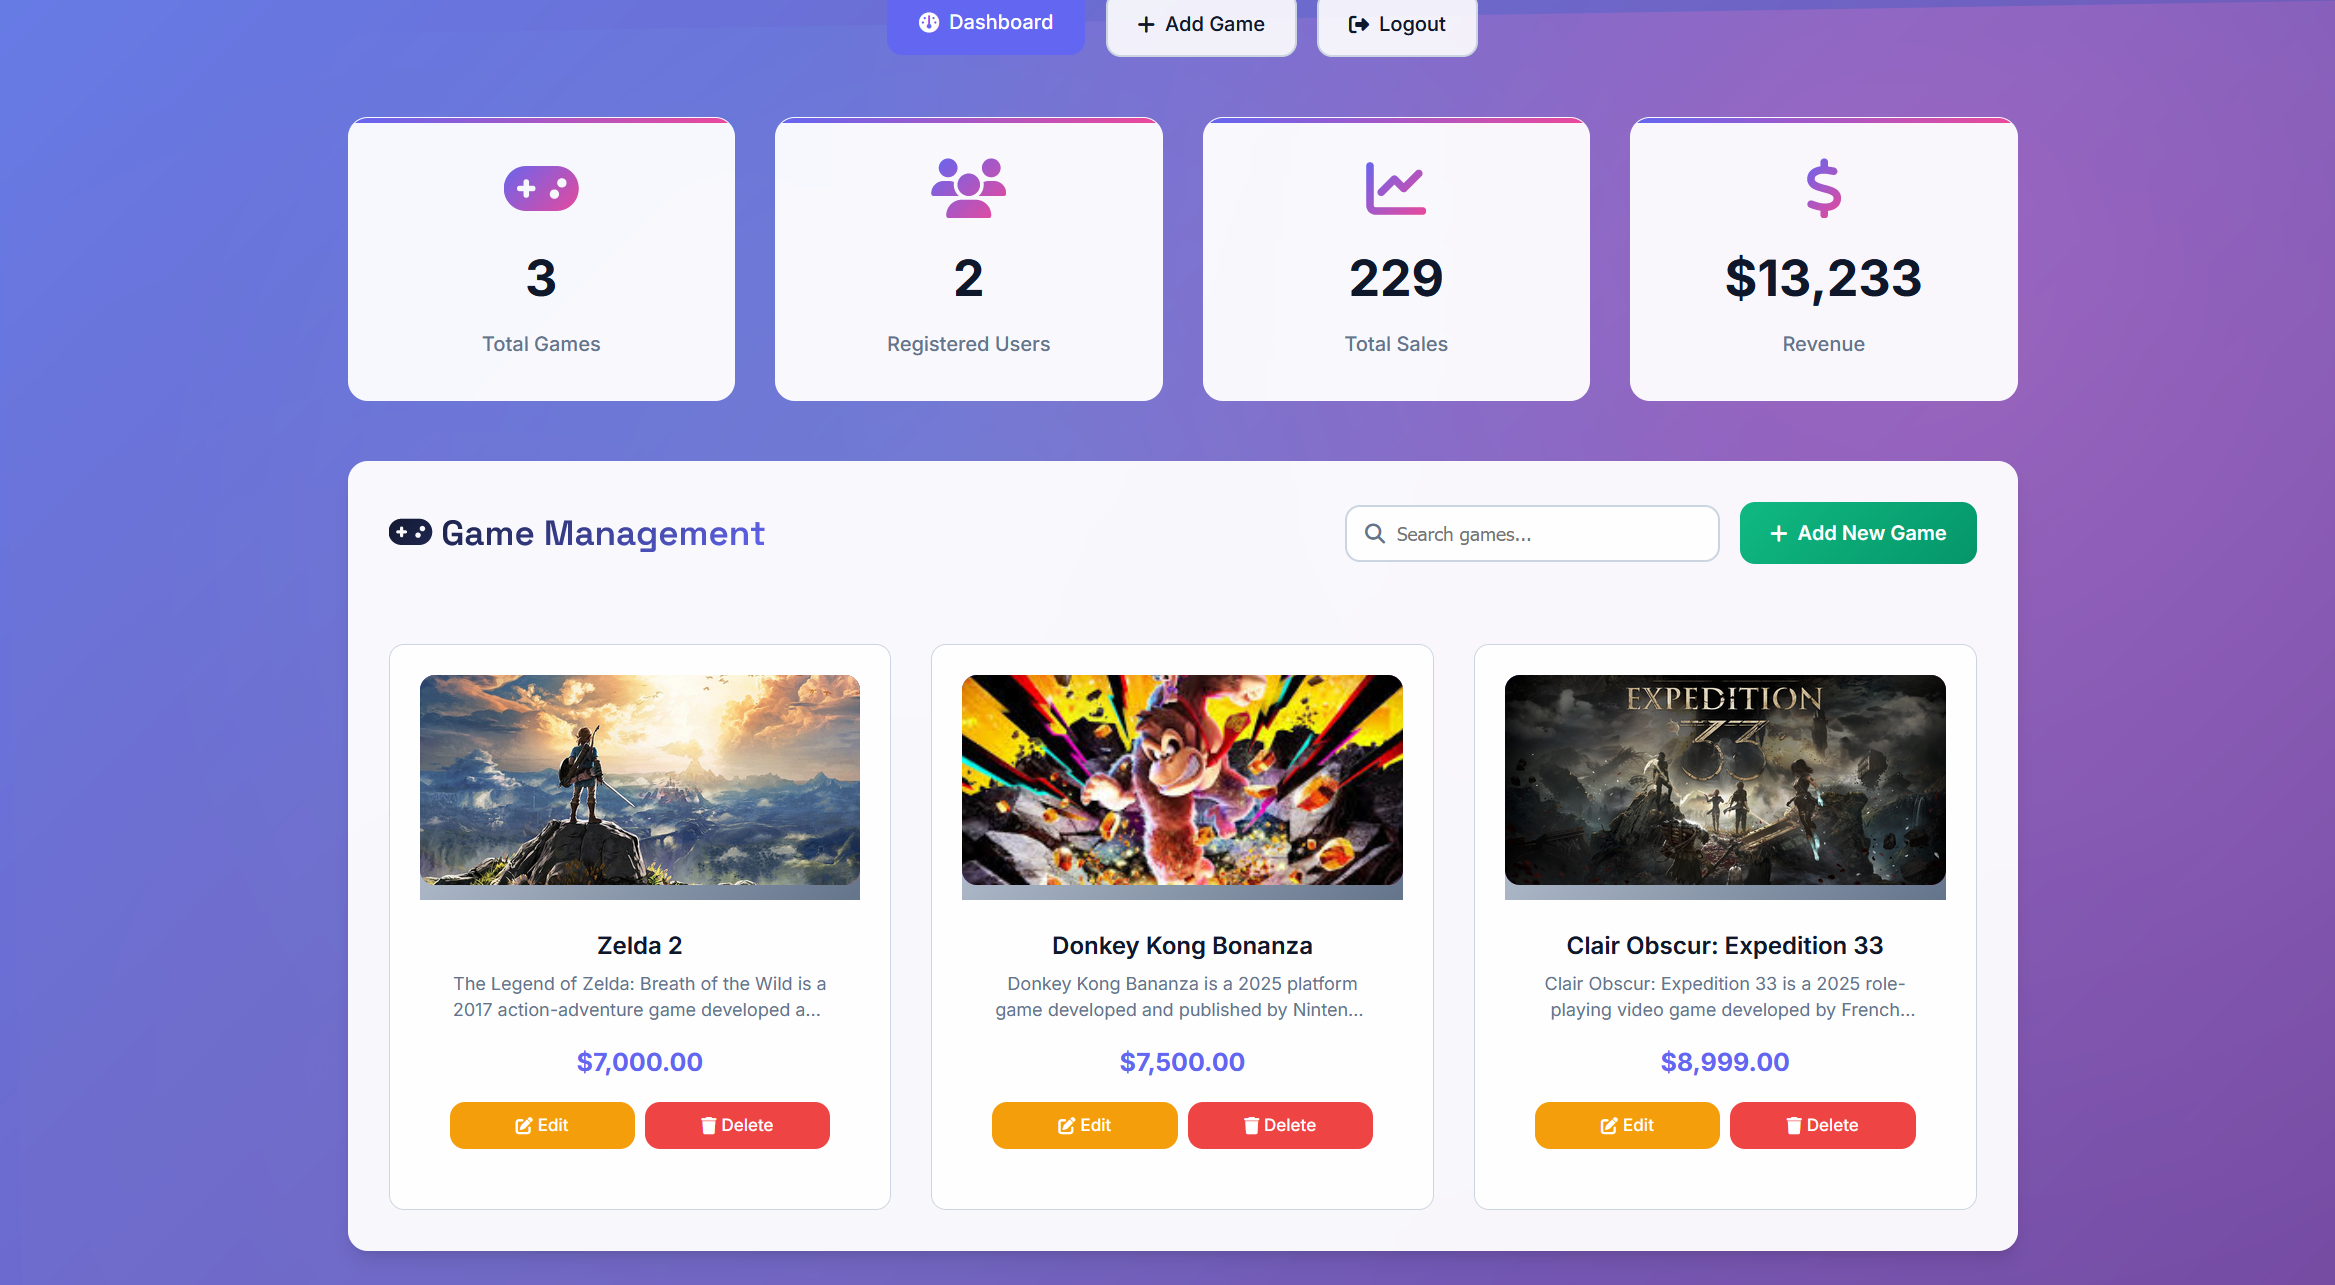 Dashboard
Add Game
Logout
3
Total Games
2
Registered Users
229
Total Sales
$13,233
Revenue
Game Management
Search games...
Add New Game
EXPEDITION
33
Zelda 2
The Legend of Zelda: Breath of the Wild is a
2017 action-adventure game developed a...
$7,000.00
Edit
Delete
Donkey Kong Bonanza
Donkey Kong Bananza is a 2025 platform
game developed and published by Ninten...
$7,500.00
Edit
Delete
Clair Obscur: Expedition 33
Clair Obscur: Expedition 33 is a 2025 role-
playing video game developed by French...
$8,999.00
Edit
Delete